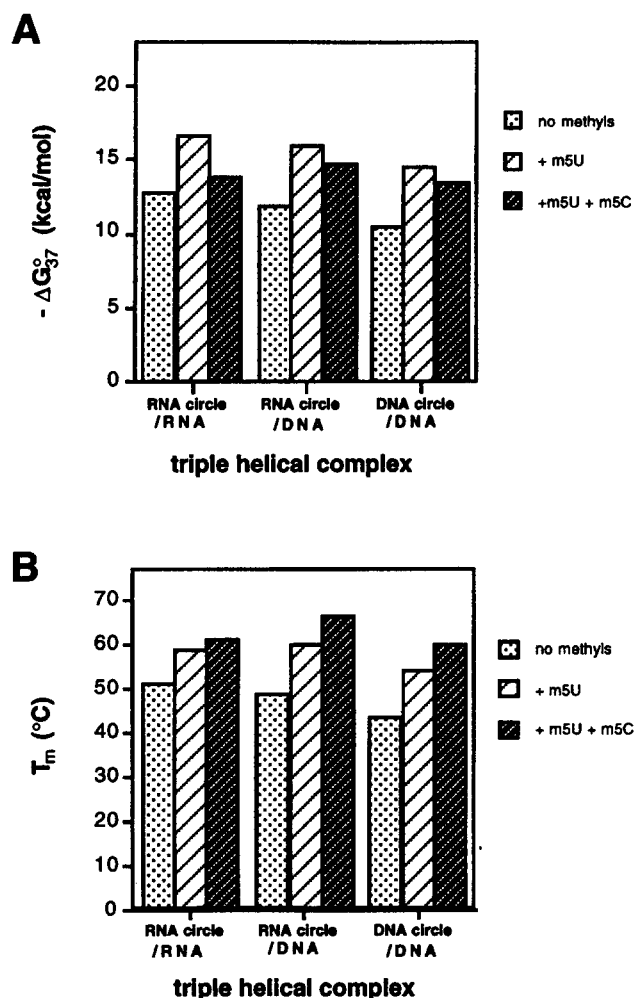 A
- ΔG°37 (kcal/mol)
20
15
10
5
0
no methyls
+ m5U
+m5U + m5C
RNA circle
/RNA
RNA circle
/DNA
DNA circle
/DNA
triple helical complex
B
Tm (°C)
70
60
50
40
30
20
10
0
no methyls
+ m5U
+ m5U + m5C
RNA circle
/RNA
RNA circle
/DNA
DNA circle
/DNA
triple helical complex